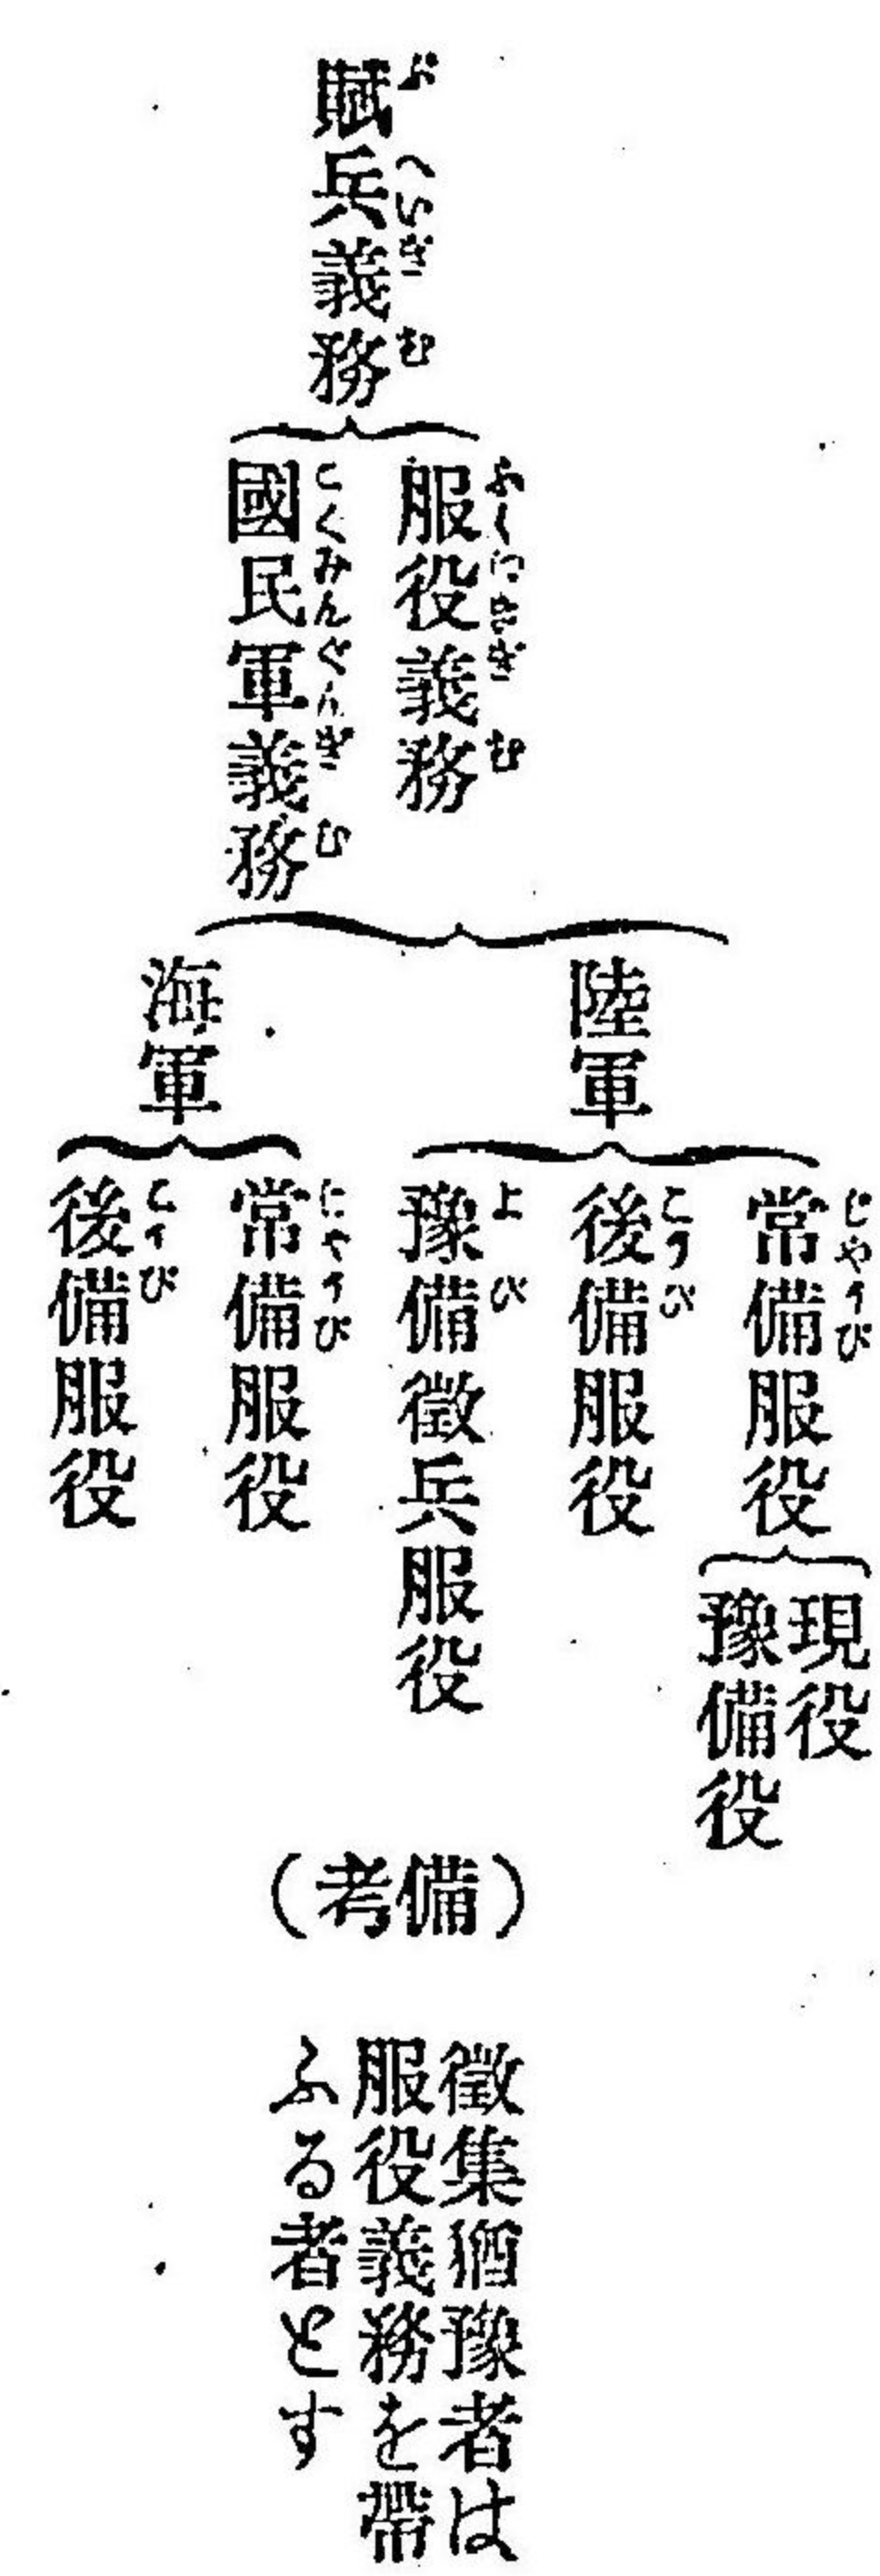 賦兵義務
服役義務
國民軍義務
陸軍
常備服役
現役
豫備役
後備服役
豫備徵兵服役
海軍
常備服役
後備服役
(備考)
徵集猶豫者は
服役義務を帶
ふる者とす